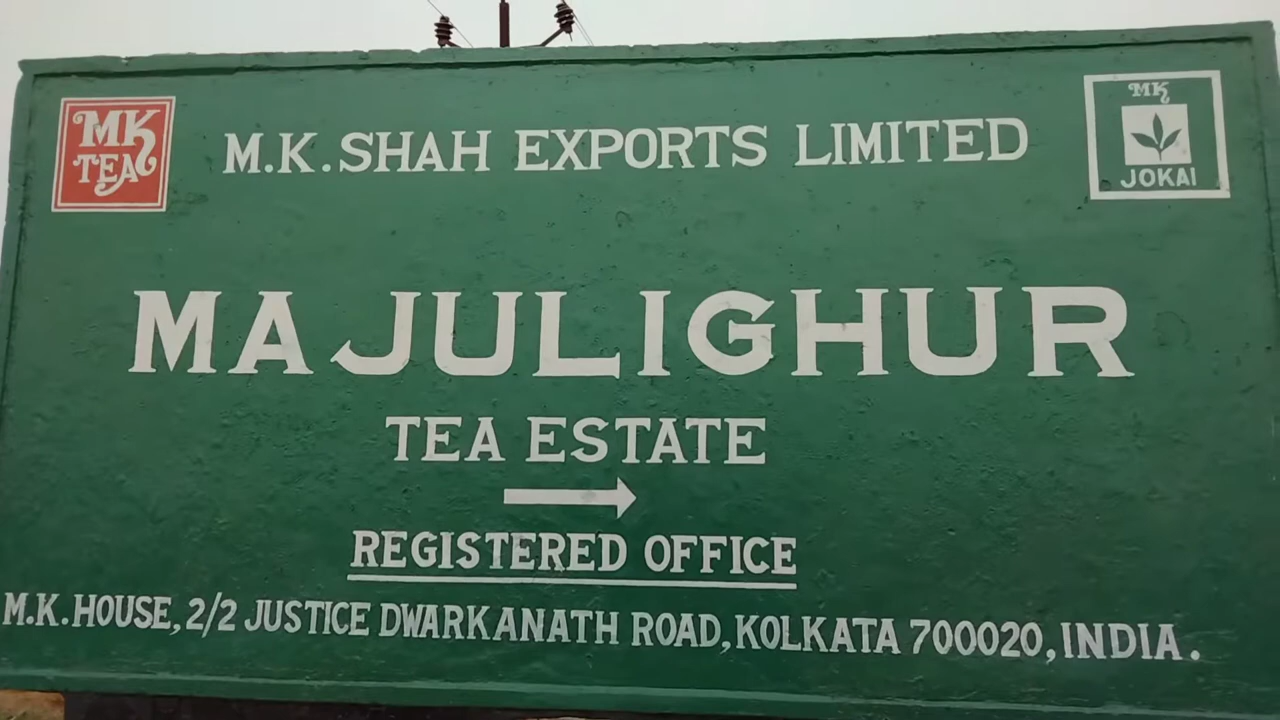 MK
TEA
M.K.SHAH EXPORTS LIMITED
MK
JOKAI
MAJULIGHUR
TEA ESTATE
REGISTERED OFFICE
M.K.HOUSE, 2/2 JUSTICE DWARKANATH ROAD, KOLKATA 700020, INDIA.